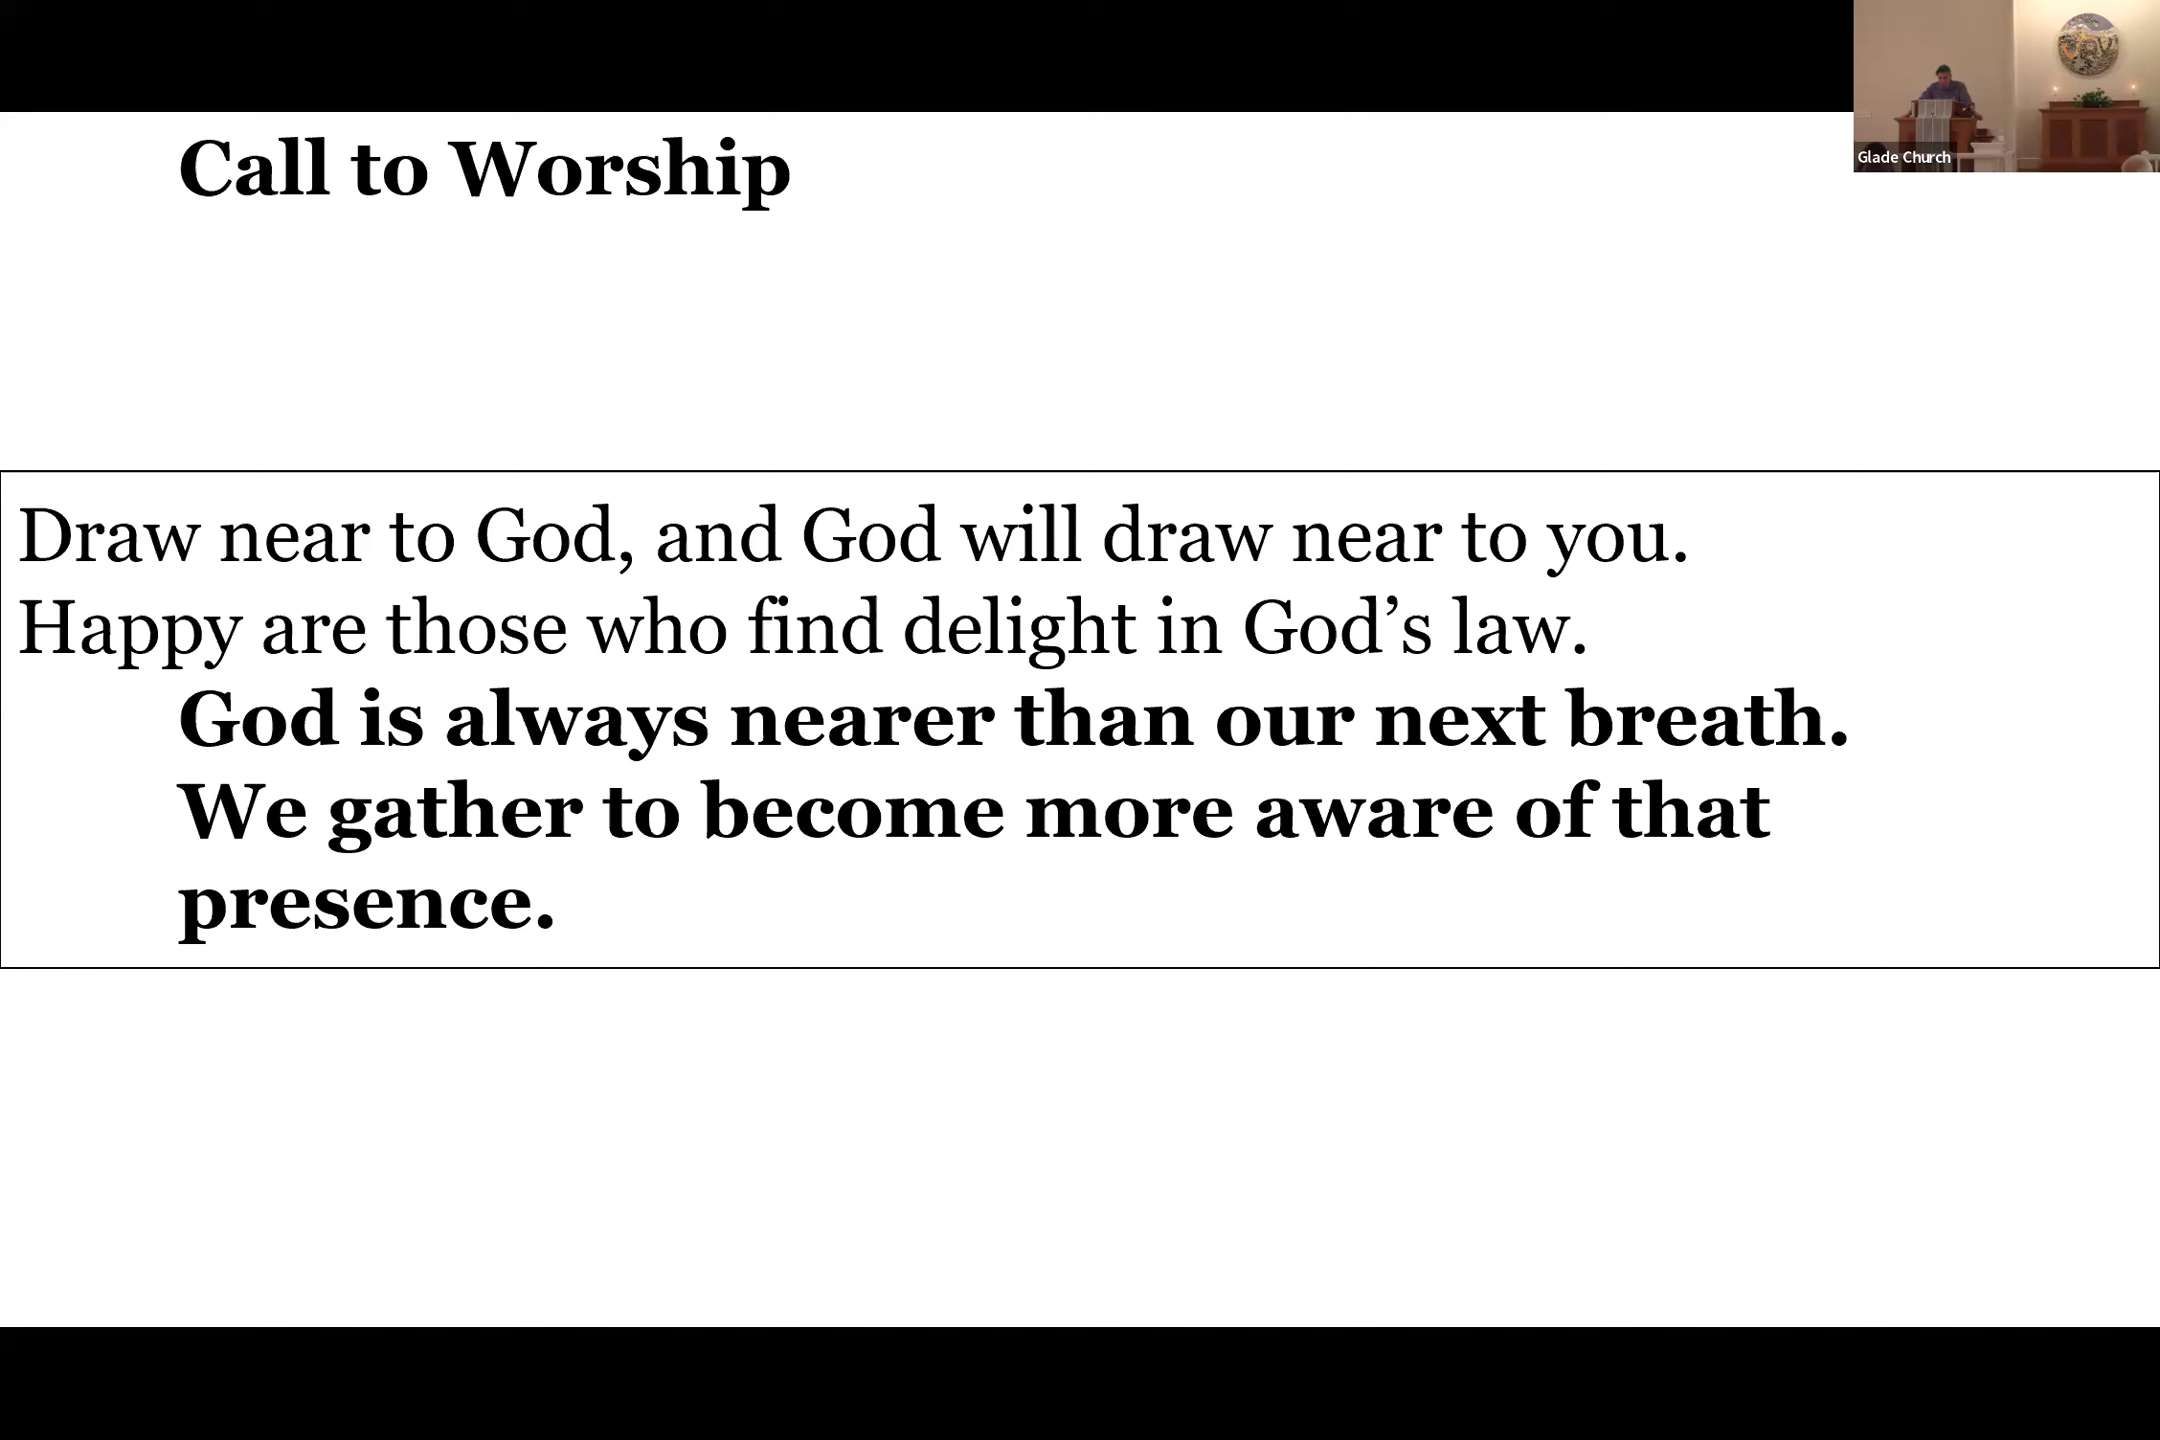 Call to Worship
Glade Church
Draw near to God, and God will draw near to you.
Happy are those who find delight in God’s law.
God is always nearer than our next breath.
We gather to become more aware of that
presence.